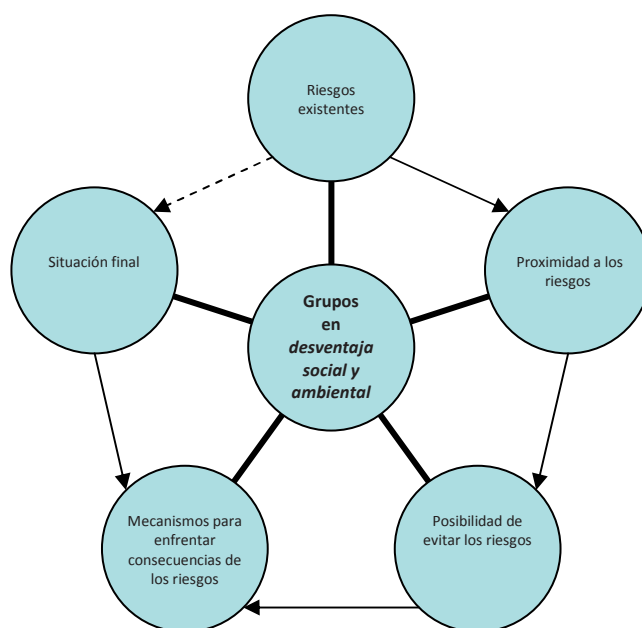 Riesgos
existentes
Situación final
Proximidad a los
riesgos
Grupos
en
desventaja
social y
ambiental
Mecanismos para
enfrentar
consecuencias de
los riesgos
Posibilidad de
evitar los riesgos